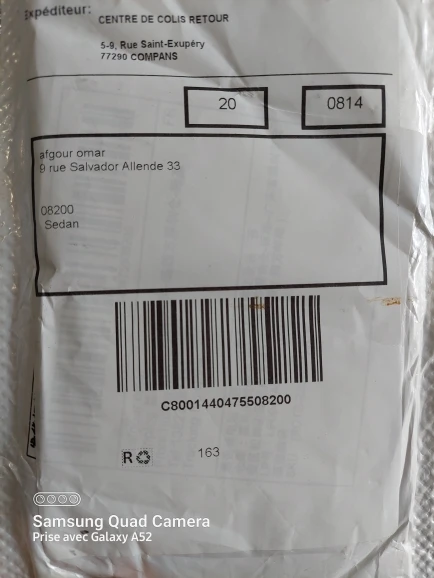 Expéditeur:
CENTRE DE COLIS RETOUR
5-9, Rue Saint-Exupéry
77290 COMPANS
20
0814
afgour omar
9 rue Salvador Allende 33
08200
Sedan
C8001440475508200
R
163
Samsung Quad Camera
Prise avec Galaxy A52